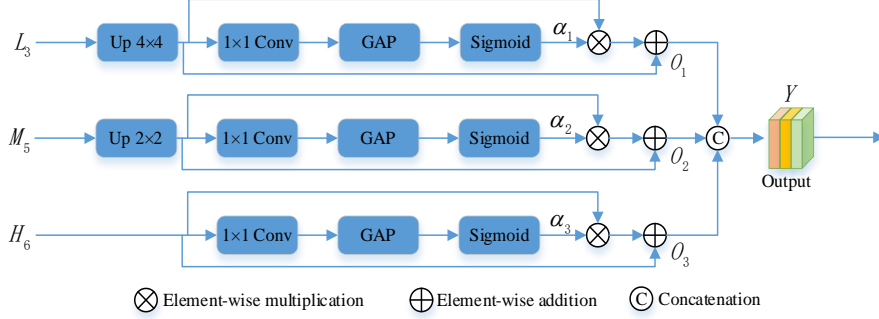 L3 Up 4×4 1×1 Conv GAP Sigmoid α1 O1
Y
M5 Up 2×2 1×1 Conv GAP Sigmoid α2 O2 C
Output
H6 1×1 Conv GAP Sigmoid α3 O3
Element-wise multiplication Element-wise addition C Concatenation